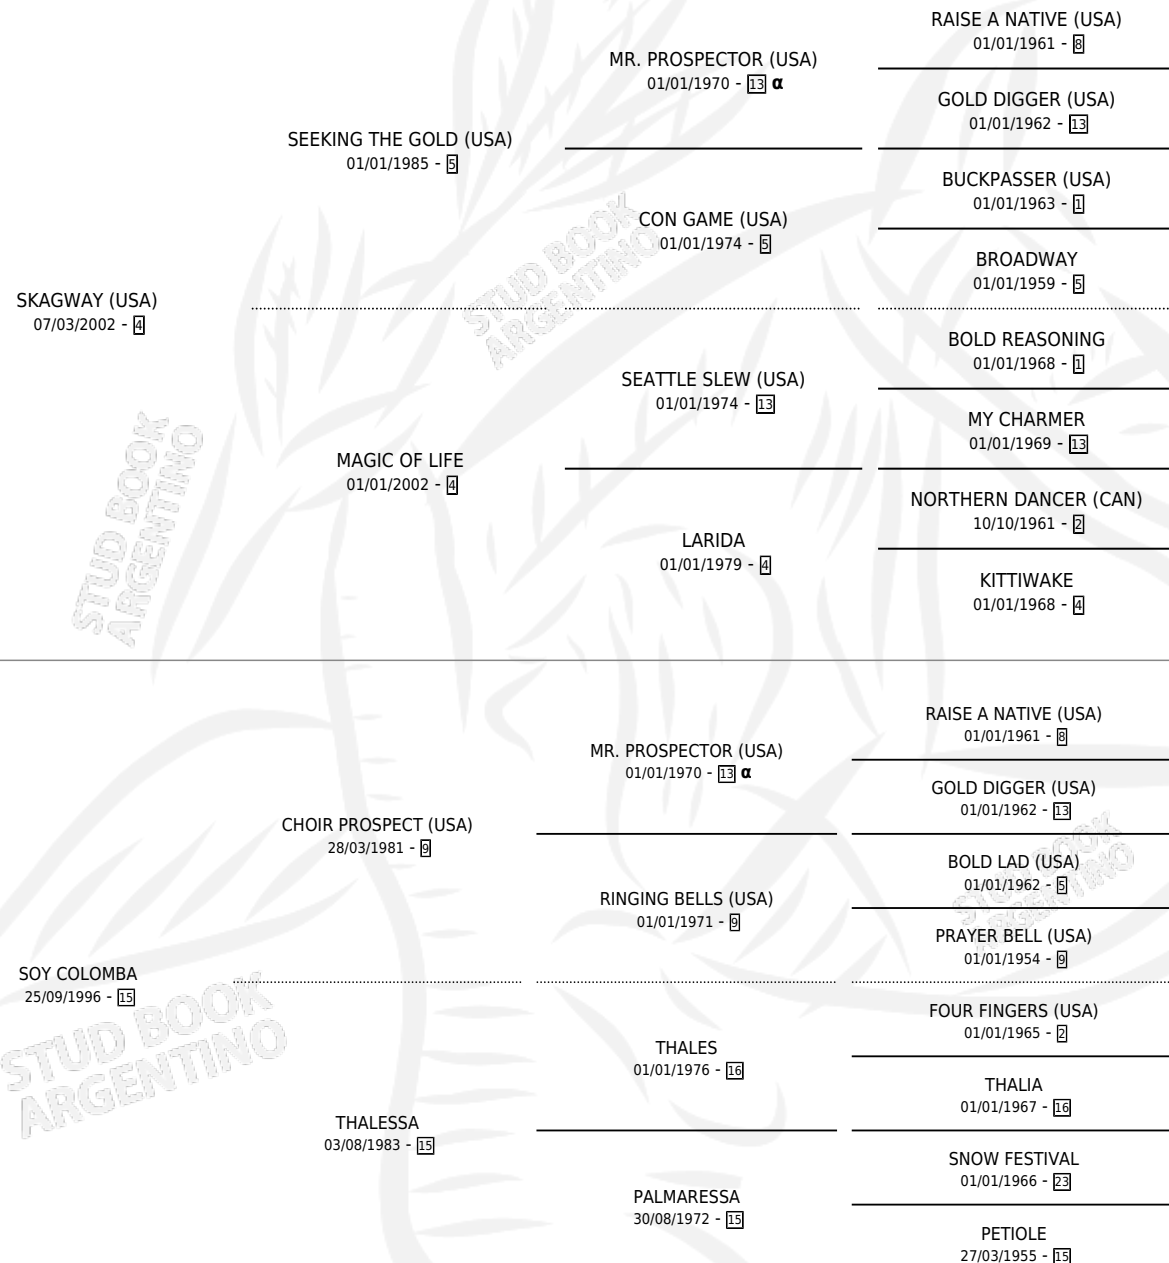 RAISE A NATIVE (USA)
01/01/1961 - 8
MR. PROSPECTOR (USA)
01/01/1970 - 13 α
GOLD DIGGER (USA)
01/01/1962 - 13
SEEKING THE GOLD (USA)
01/01/1985 - 5
BUCKPASSER (USA)
01/01/1963 - 1
CON GAME (USA)
01/01/1974 - 5
BROADWAY
01/01/1959 - 5
STUD BOOK
ARGENTINO
SKAGWAY (USA)
07/03/2002 - 4
BOLD REASONING
01/01/1968 - 1
SEATTLE SLEW (USA)
01/01/1974 - 13
MY CHARMER
01/01/1969 - 13
MAGIC OF LIFE
01/01/2002 - 4
NORTHERN DANCER (CAN)
10/10/1961 - 2
LARIDA
01/01/1979 - 4
KITTIWAKE
01/01/1968 - 4
STUD BOOK
ARGENTINO
RAISE A NATIVE (USA)
01/01/1961 - 8
MR. PROSPECTOR (USA)
01/01/1970 - 13 α
GOLD DIGGER (USA)
01/01/1962 - 13
CHOIR PROSPECT (USA)
28/03/1981 - 9
BOLD LAD (USA)
01/01/1962 - 5
RINGING BELLS (USA)
01/01/1971 - 9
PRAYER BELL (USA)
01/01/1954 - 9
STUD BOOK
ARGENTINO
SOY COLOMBA
25/09/1996 - 15
FOUR FINGERS (USA)
01/01/1965 - 2
THALES
01/01/1976 - 16
THALIA
01/01/1967 - 16
THALESSA
03/08/1983 - 15
SNOW FESTIVAL
01/01/1966 - 23
PALMARESSA
30/08/1972 - 15
PETIOLE
27/03/1955 - 15
STUD BOOK
ARGENTINO